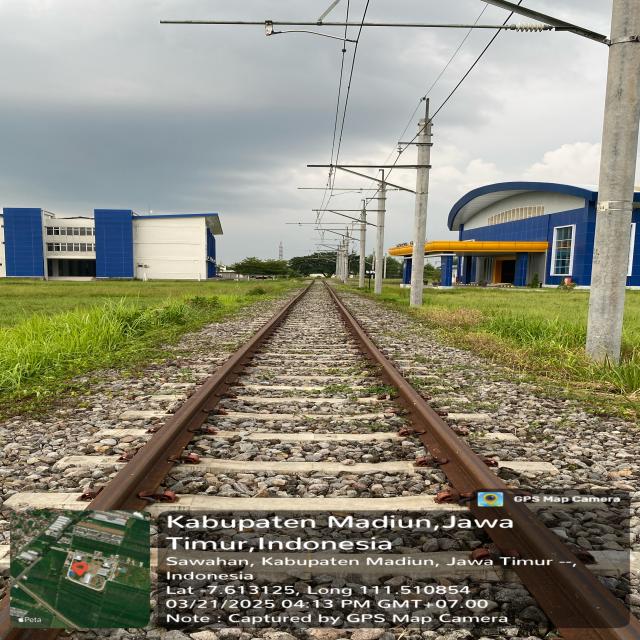 GPS Map Camera
Kabupaten Madiun,Jawa
Timur,Indonesia
Sawahan, Kabupaten Madiun, Jawa Timur --,
Indonesia
Lat -7.613125, Long 111.510854
03/21/2025 04:13 PM GMT+07.00
Note : Captured by GPS Map Camera
Peta